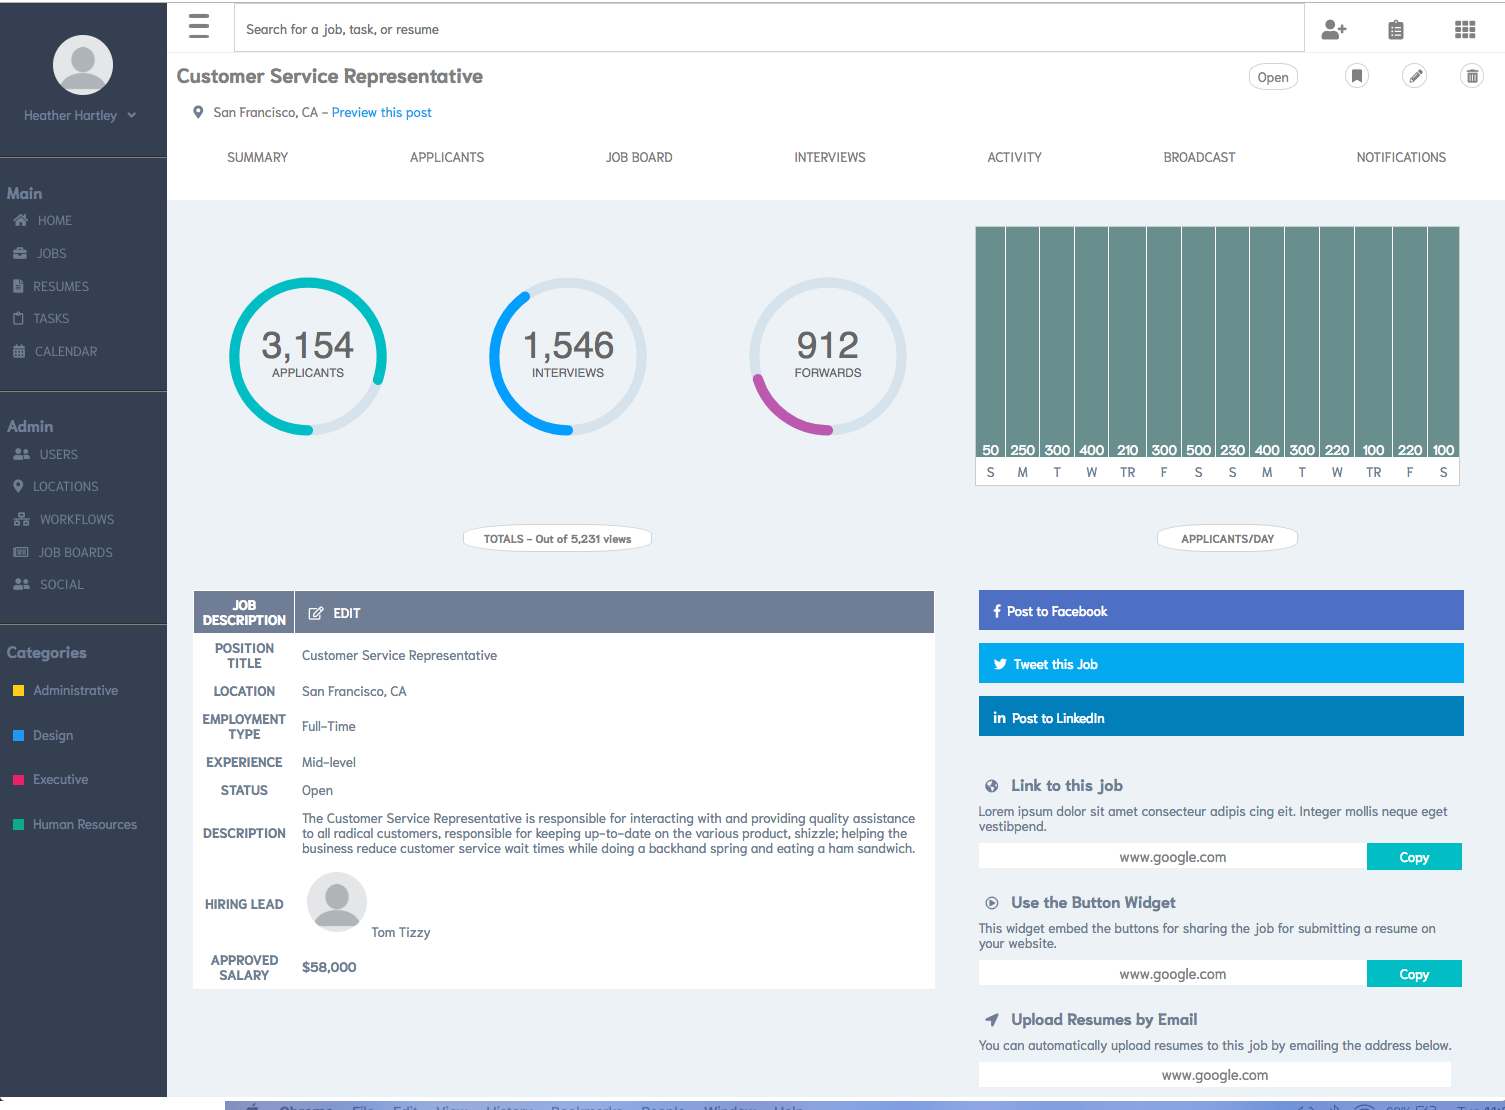 Search for a job, task, or resume
Heather Hartley
Customer Service Representative
Open
San Francisco, CA - Preview this post
SUMMARY
APPLICANTS
JOB BOARD
INTERVIEWS
ACTIVITY
BROADCAST
NOTIFICATIONS
Main
HOME
JOBS
RESUMES
TASKS
CALENDAR
Admin
USERS
LOCATIONS
WORKFLOWS
JOB BOARDS
SOCIAL
Categories
Administrative
Design
Executive
Human Resources
3,154
APPLICANTS
1,546
INTERVIEWS
912
FORWARDS
50 250 300 400 210 300 500 230 400 300 220 100 220 100
S M T W TR F S S M T W TR F S
TOTALS - Out of 5,231 views
APPLICANTS/DAY
JOB
DESCRIPTION
EDIT
POSITION
TITLE
Customer Service Representative
LOCATION
San Francisco, CA
EMPLOYMENT
TYPE
Full-Time
EXPERIENCE
Mid-level
STATUS
Open
DESCRIPTION
The Customer Service Representative is responsible for interacting with and providing quality assistance
to all radical customers, responsible for keeping up-to-date on the various product, shizzle; helping the
business reduce customer service wait times while doing a backhand spring and eating a ham sandwich.
HIRING LEAD
Tom Tizzy
APPROVED
SALARY
$58,000
Post to Facebook
Tweet this Job
Post to LinkedIn
Link to this job
Lorem ipsum dolor sit amet consecteur adipis cing eit. Integer mollis neque eget
vestibpend.
www.google.com
Copy
Use the Button Widget
This widget embed the buttons for sharing the job for submitting a resume on
your website.
www.google.com
Copy
Upload Resumes by Email
You can automatically upload resumes to this job by emailing the address below.
www.google.com
Chrome File Edit View History Bookmarks People Window Help